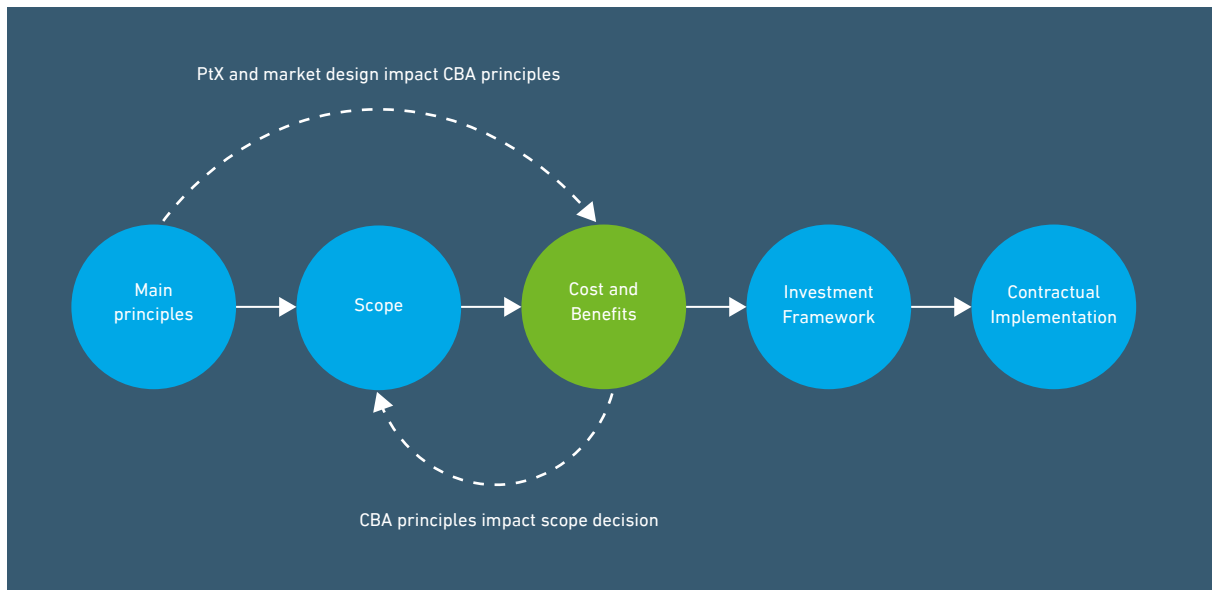 PtX and market design impact CBA principles
Main
principles
Scope
Cost and
Benefits
Investment
Framework
Contractual
Implementation
CBA principles impact scope decision